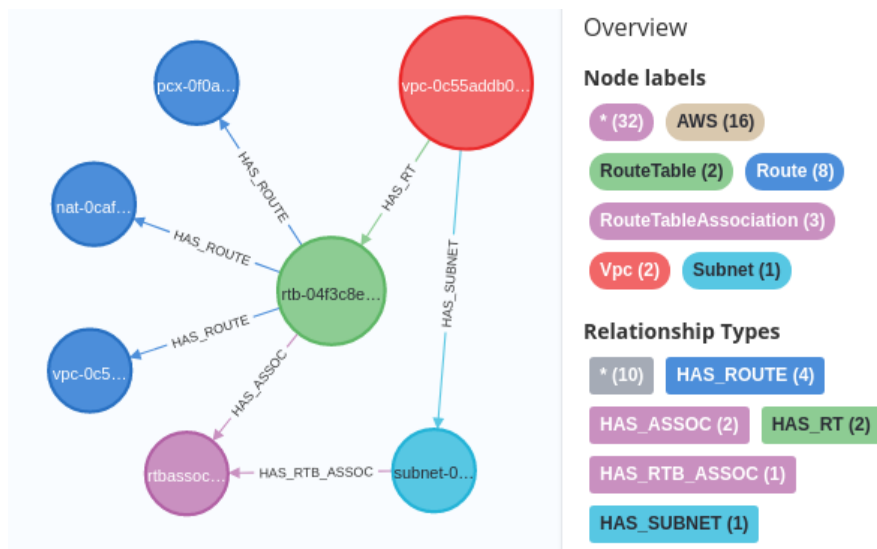 pcx-0f0a...
vpc-0c55addb0...
HAS_ROUTE
HAS_RT
nat-0caf...
HAS_ROUTE
HAS_SUBNET
rtb-04f3c8e...
HAS_ROUTE
vpc-0c5...
HAS_ASSOC
rtbassoc...
HAS_RTB_ASSOC
subnet-0...
Overview
Node labels
* (32) AWS (16)
RouteTable (2) Route (8)
RouteTableAssociation (3)
Vpc (2) Subnet (1)
Relationship Types
* (10) HAS_ROUTE (4)
HAS_ASSOC (2) HAS_RT (2)
HAS_RTB_ASSOC (1)
HAS_SUBNET (1)